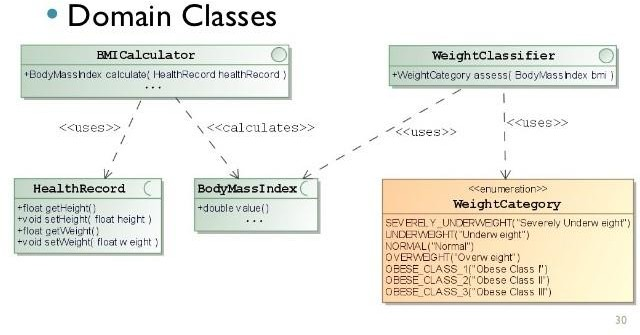 • Domain Classes
BMICalculator
+BodyMassIndex calculate( HealthRecord healthRecord )
...
WeightClassifier
+WeightCategory assess( BodyMassIndex bmi )
<<uses>>
<<calculates>>
<<uses>>
<<uses>>
HealthRecord
+float getHeight()
+void setHeight( float height )
+float getWeight()
+void setWeight( float weight )
BodyMassIndex
+double value()
...
<<enumeration>>
WeightCategory
SEVERELY_UNDERWEIGHT("Severely Underweight")
UNDERWEIGHT("Underweight")
NORMAL("Normal")
OVERWEIGHT("Overweight")
OBESE_CLASS_1("Obese Class I")
OBESE_CLASS_2("Obese Class II")
OBESE_CLASS_3("Obese Class III")
30